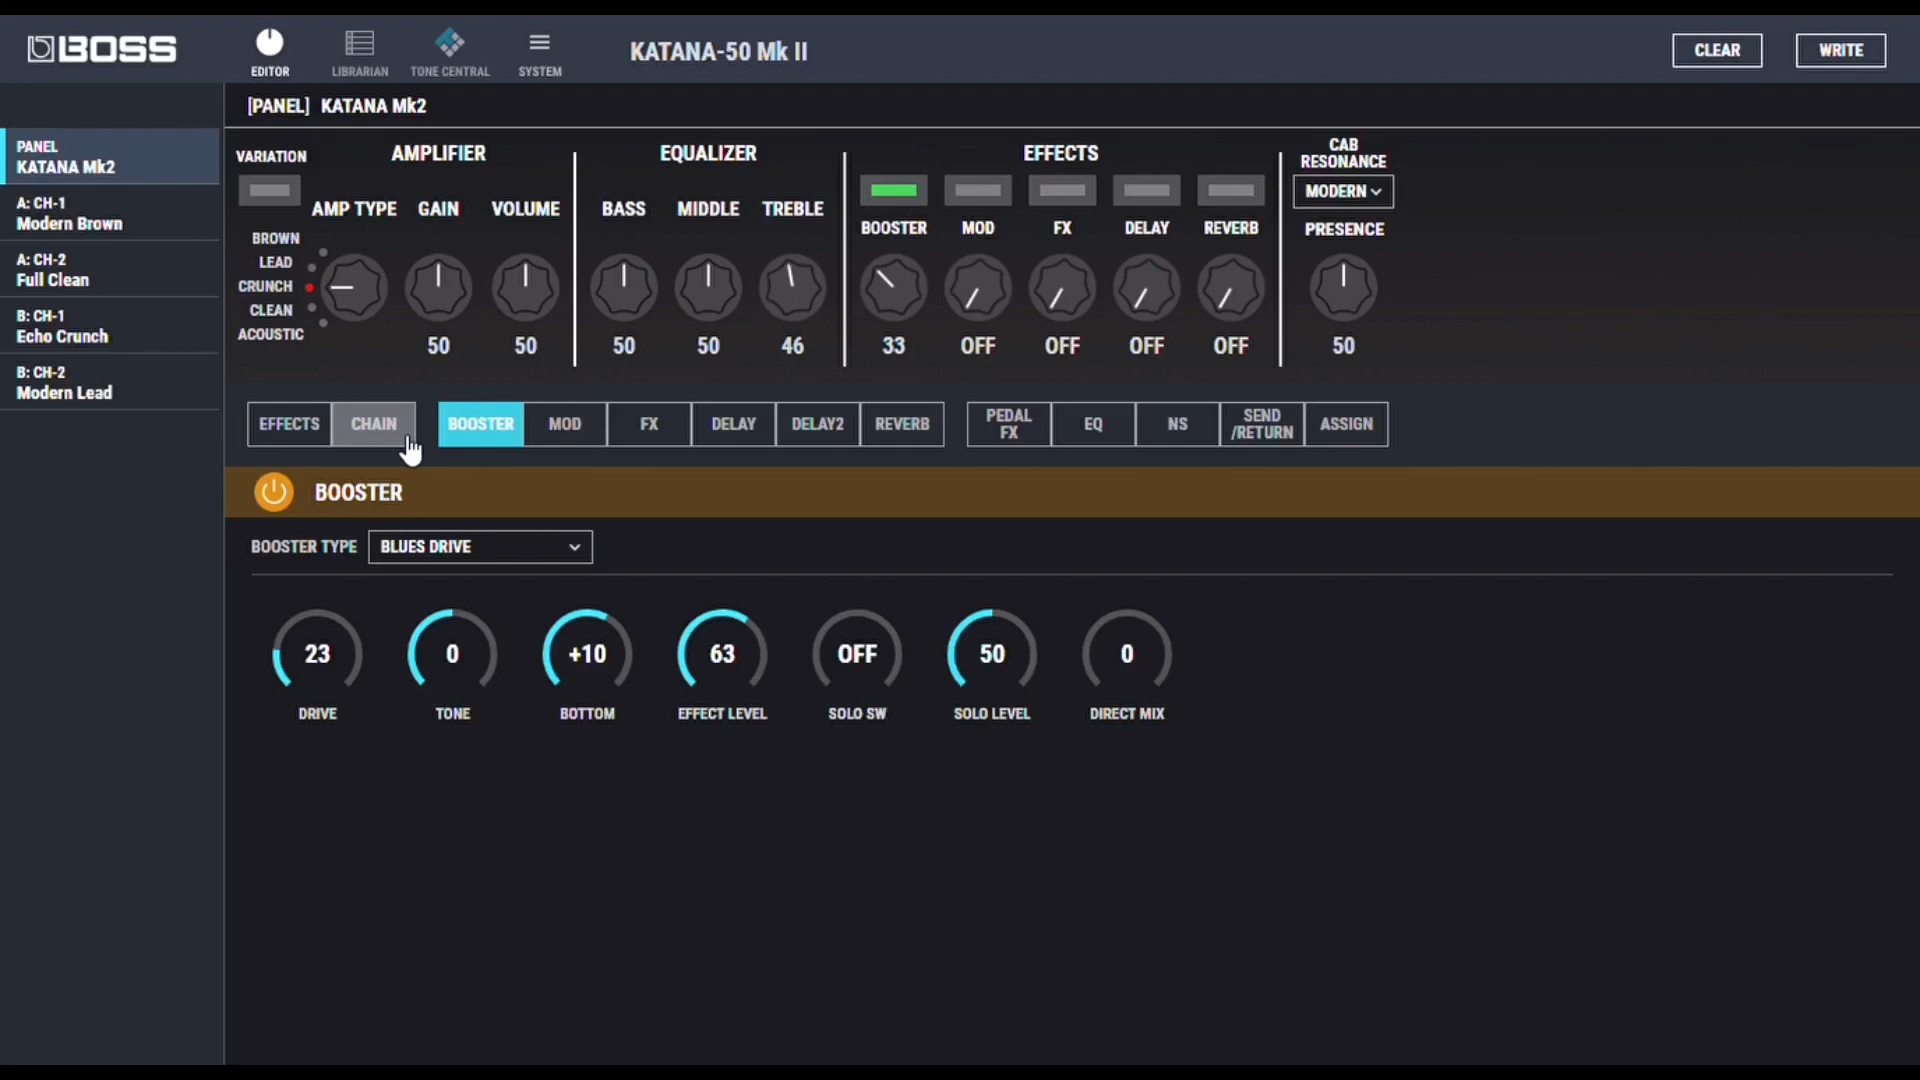 BOSS
EDITOR
LIBRARIAN
TONE CENTRAL
SYSTEM
KATANA-50 Mk II
CLEAR
WRITE
[PANEL] KATANA Mk2
PANEL
KATANA Mk2
A: CH-1
Modern Brown
A: CH-2
Full Clean
B: CH-1
Echo Crunch
B: CH-2
Modern Lead
VARIATION
AMPLIFIER
AMP TYPE
GAIN
VOLUME
BROWN
LEAD
CRUNCH
CLEAN
ACOUSTIC
50
50
EQUALIZER
BASS
MIDDLE
TREBLE
50
50
46
EFFECTS
BOOSTER
MOD
FX
DELAY
REVERB
33
OFF
OFF
OFF
OFF
CAB
RESONANCE
MODERN
PRESENCE
50
EFFECTS
CHAIN
BOOSTER
MOD
FX
DELAY
DELAY2
REVERB
PEDAL
FX
EQ
NS
SEND
/RETURN
ASSIGN
BOOSTER
BOOSTER TYPE
BLUES DRIVE
23
0
+10
63
OFF
50
0
DRIVE
TONE
BOTTOM
EFFECT LEVEL
SOLO SW
SOLO LEVEL
DIRECT MIX